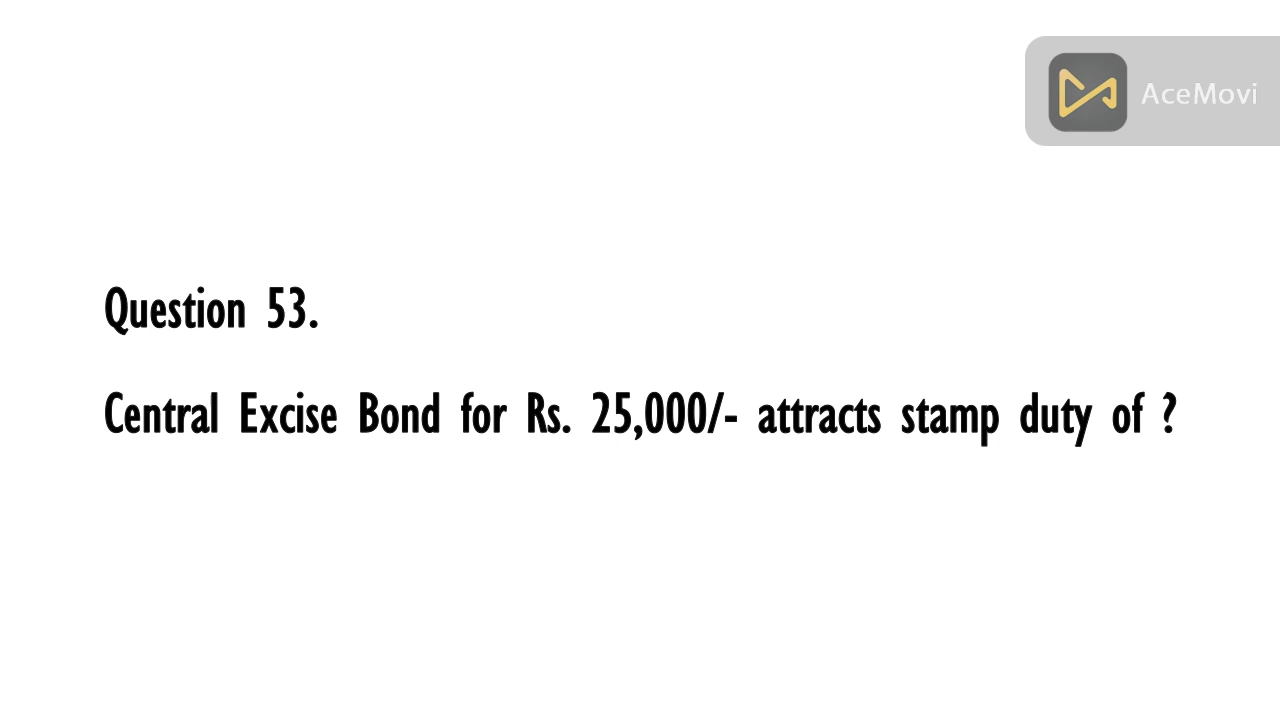 AceMovi
Question 53.
Central Excise Bond for Rs. 25,000/- attracts stamp duty of ?